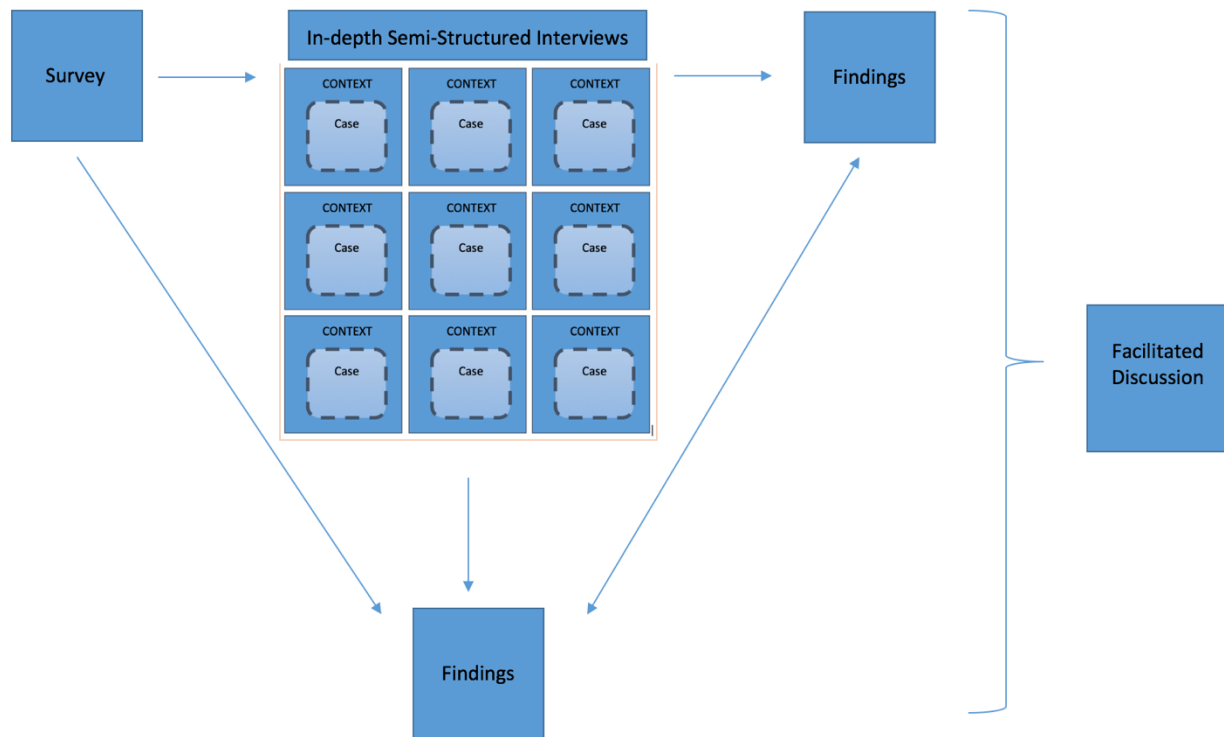 In-depth Semi-Structured Interviews
Survey
Findings
CONTEXT
CONTEXT
CONTEXT
Case
Case
Case
CONTEXT
CONTEXT
CONTEXT
Case
Case
Case
CONTEXT
CONTEXT
CONTEXT
Case
Case
Case
Facilitated
Discussion
Findings